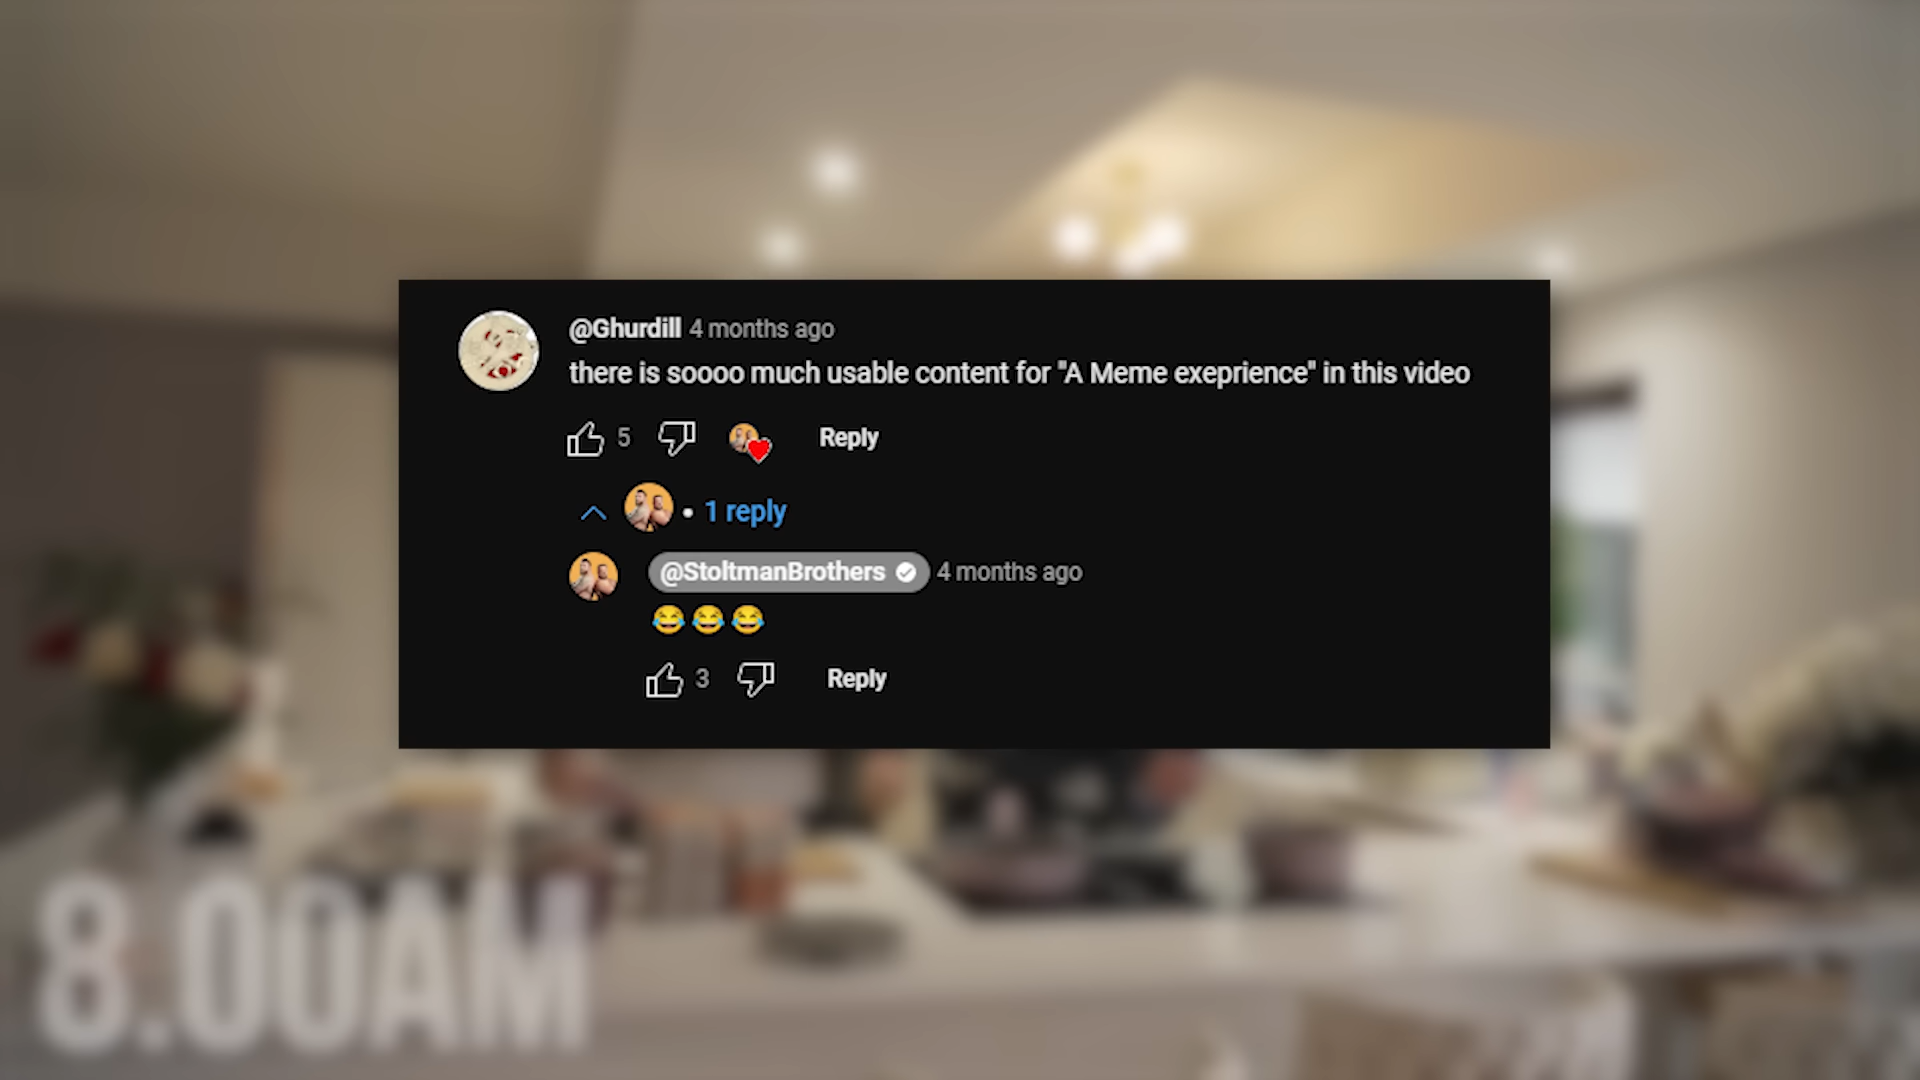 @Ghurdill 4 months ago
there is soooo much usable content for "A Meme exeprience" in this video
5 Reply
1 reply
@StoltmanBrothers 4 months ago
😂😂😂
3 Reply
8.00AM